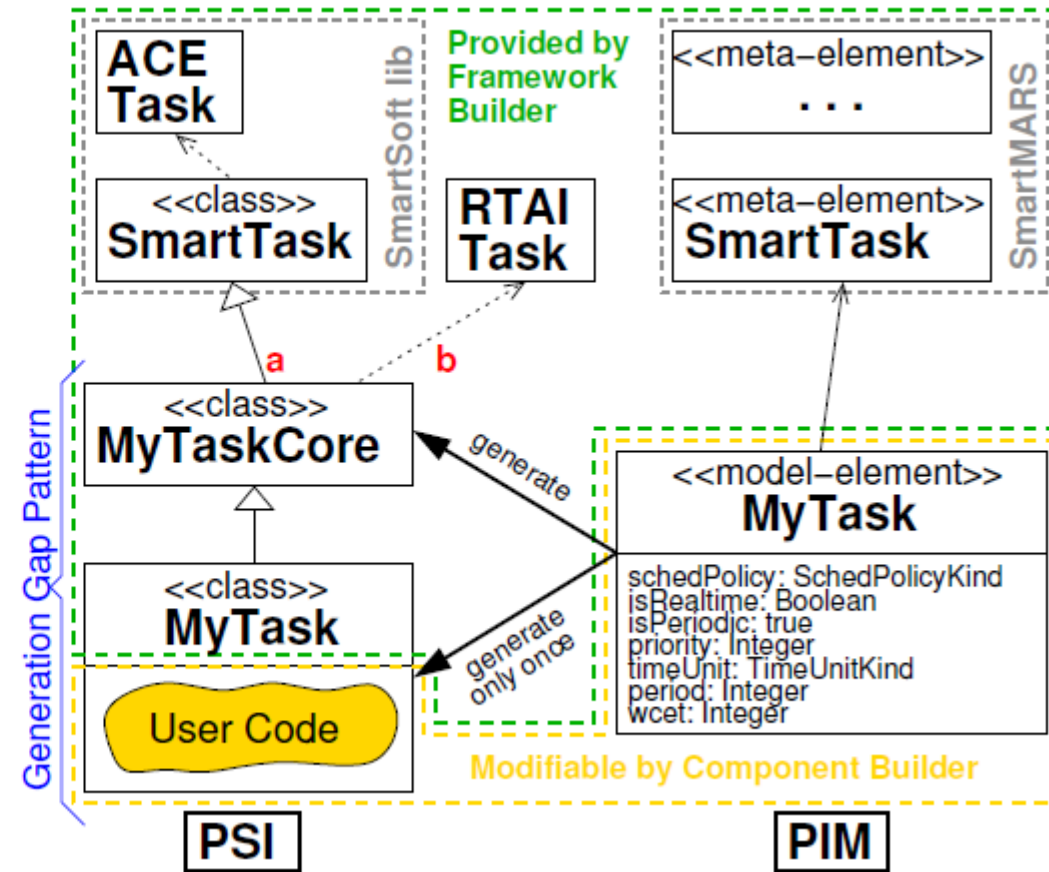 ACE
Task
<<class>>
SmartTask
SmartSoft lib
Provided by
Framework
Builder
RTAI
Task
<<meta-element>>
...
<<meta-element>>
SmartTask
SmartMARS
a
b
<<class>>
MyTaskCore
<<class>>
MyTask
User Code
Generation Gap Pattern
generate
generate
only once
<<model-element>>
MyTask
schedPolicy: SchedPolicyKind
isRealtime: Boolean
isPeriodic: true
priority: Integer
timeUnit: TimeUnitKind
period: Integer
wcet: Integer
Modifiable by Component Builder
PSI
PIM